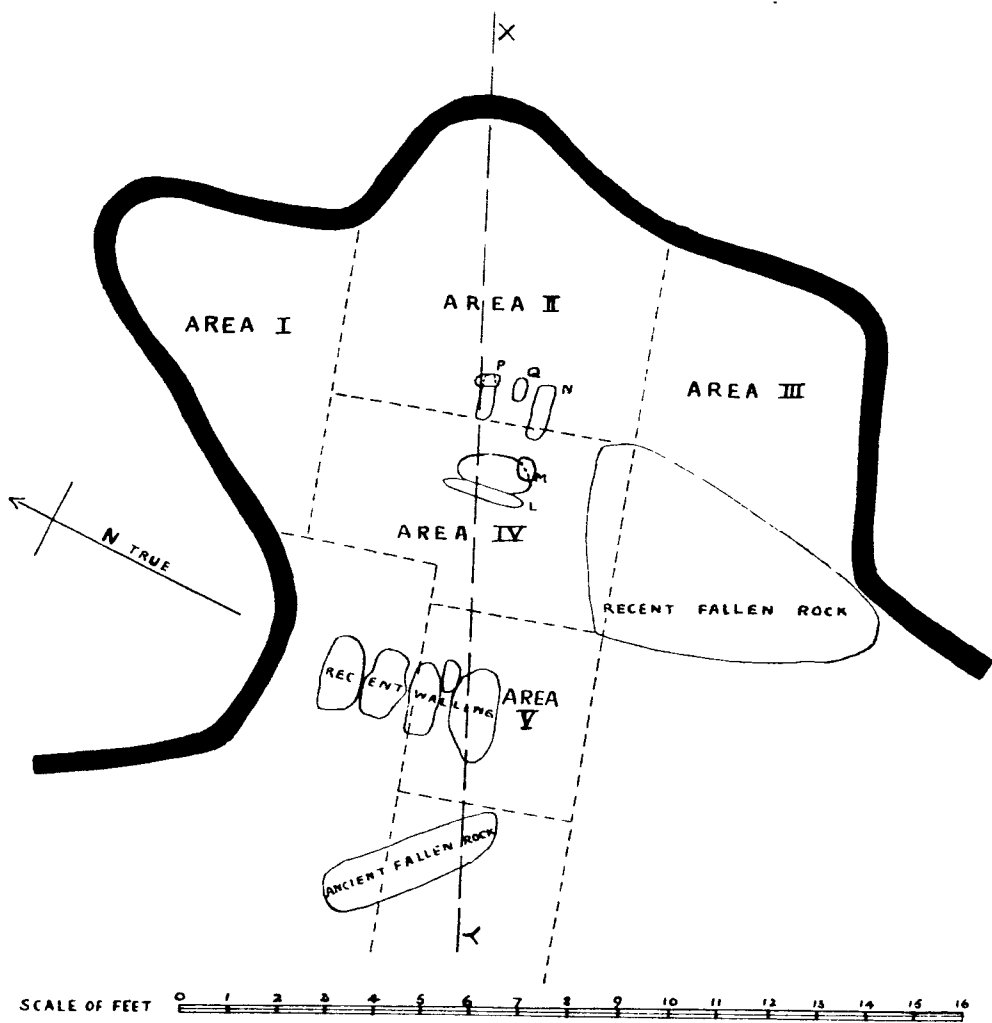 X
AREA I
AREA II
P
Q
N
AREA III
M
L
AREA IV
N TRUE
RECENT FALLEN ROCK
RECENT WALLING
AREA
V
ANCIENT FALLEN ROCK
Y
SCALE OF FEET 0 1 2 3 4 5 6 7 8 9 10 11 12 13 14 15 16